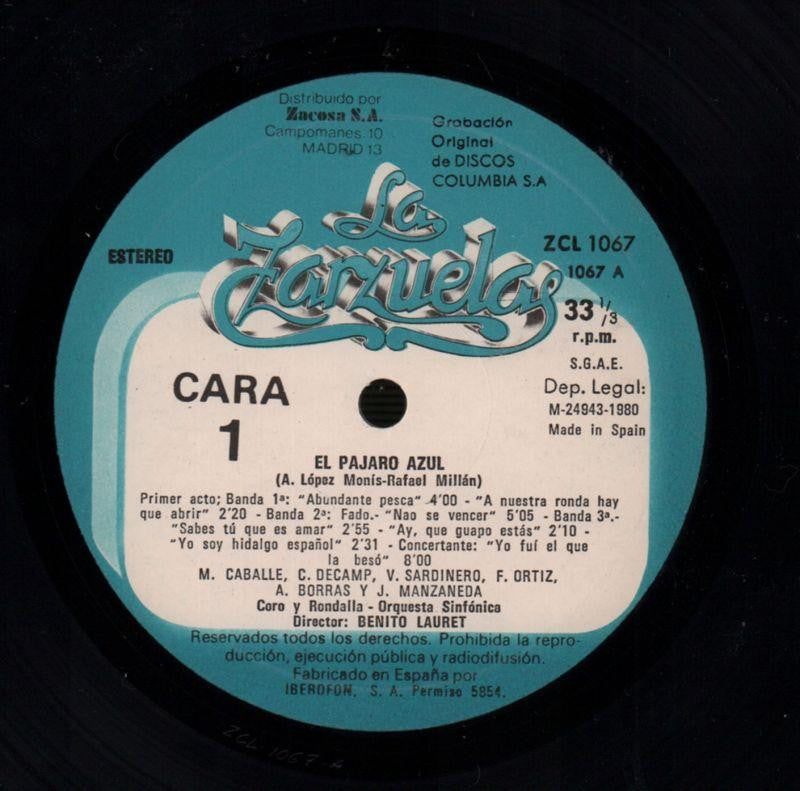 Distribuido por
Zacosa S.A.
Campomanes, 10
MADRID 13
Grabación
Original
de DISCOS
COLUMBIA S.A
La
Zarzuela
ESTEREO
ZCL 1067
1067 A
33 1/3
r.p.m.
S.G.A.E.
Dep. Legal:
M-24943-1980
Made in Spain
CARA
1
EL PAJARO AZUL
(A. López Monís-Rafael Millán)
Primer acto; Banda 1ª: "Abundante pesca" 4'00 - "A nuestra ronda hay
que abrir" 2'20 - Banda 2ª: Fado.- "Nao se vencer" 5'05 - Banda 3ª.-
"Sabes tú que es amar" 2'55 - "Ay, que guapo estás" 2'10 -
"Yo soy hidalgo español" 2'31 - Concertante: "Yo fuí el que
la besó" 8'00
M. CABALLE, C. DECAMP, V. SARDINERO, F. ORTIZ,
A. BORRAS Y J. MANZANEDA
Coro y Rondalla - Orquesta Sinfónica
Director: BENITO LAURET
Reservados todos los derechos. Prohibida la repro-
ducción, ejecución pública y radiodifusión.
Fabricado en España por
IBEROFON, S. A. Permiso 5854.
ZCL 1067 A